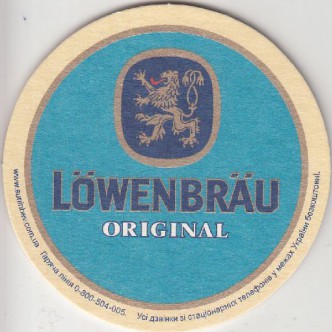 LÖWENBRÄU
ORIGINAL
www.suninbev.com.ua Гаряча лінія 0-800-504-005. Усі дзвінки зі стаціонарних телефонів у межах України безкоштовні.